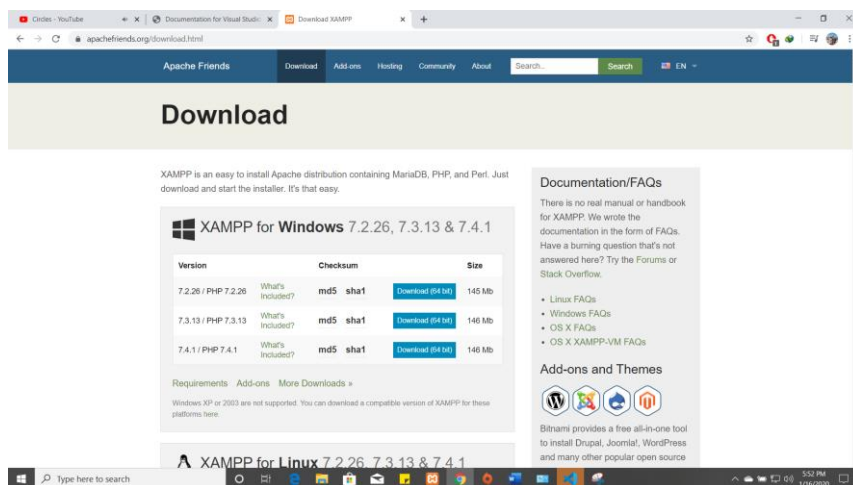 Circles - YouTube
Documentation for Visual Studi
Download XAMPP
apachefriends.org/download.html
Apache Friends
Download
Add-ons
Hosting
Community
About
Search...
Search
EN
Download
XAMPP is an easy to install Apache distribution containing MariaDB, PHP, and Perl. Just
download and start the installer. It's that easy.
XAMPP for Windows 7.2.26, 7.3.13 & 7.4.1
Version Checksum Size
7.2.26 / PHP 7.2.26 What's Included? md5 sha1 Download (64 bit) 145 Mb
7.3.13 / PHP 7.3.13 What's Included? md5 sha1 Download (64 bit) 146 Mb
7.4.1 / PHP 7.4.1 What's Included? md5 sha1 Download (64 bit) 146 Mb
Requirements Add-ons More Downloads »
Windows XP or 2003 are not supported. You can download a compatible version of XAMPP for these
platforms here.
XAMPP for Linux 7.2.26, 7.3.13 & 7.4.1
Documentation/FAQs
There is no real manual or handbook
for XAMPP. We wrote the
documentation in the form of FAQs.
Have a burning question that's not
answered here? Try the Forums or
Stack Overflow.
• Linux FAQs
• Windows FAQs
• OS X FAQs
• OS X XAMPP-VM FAQs
Add-ons and Themes
Bitnami provides a free all-in-one tool
to install Drupal, Joomla!, WordPress
and many other popular open source
Type here to search
5:52 PM
1/16/2020